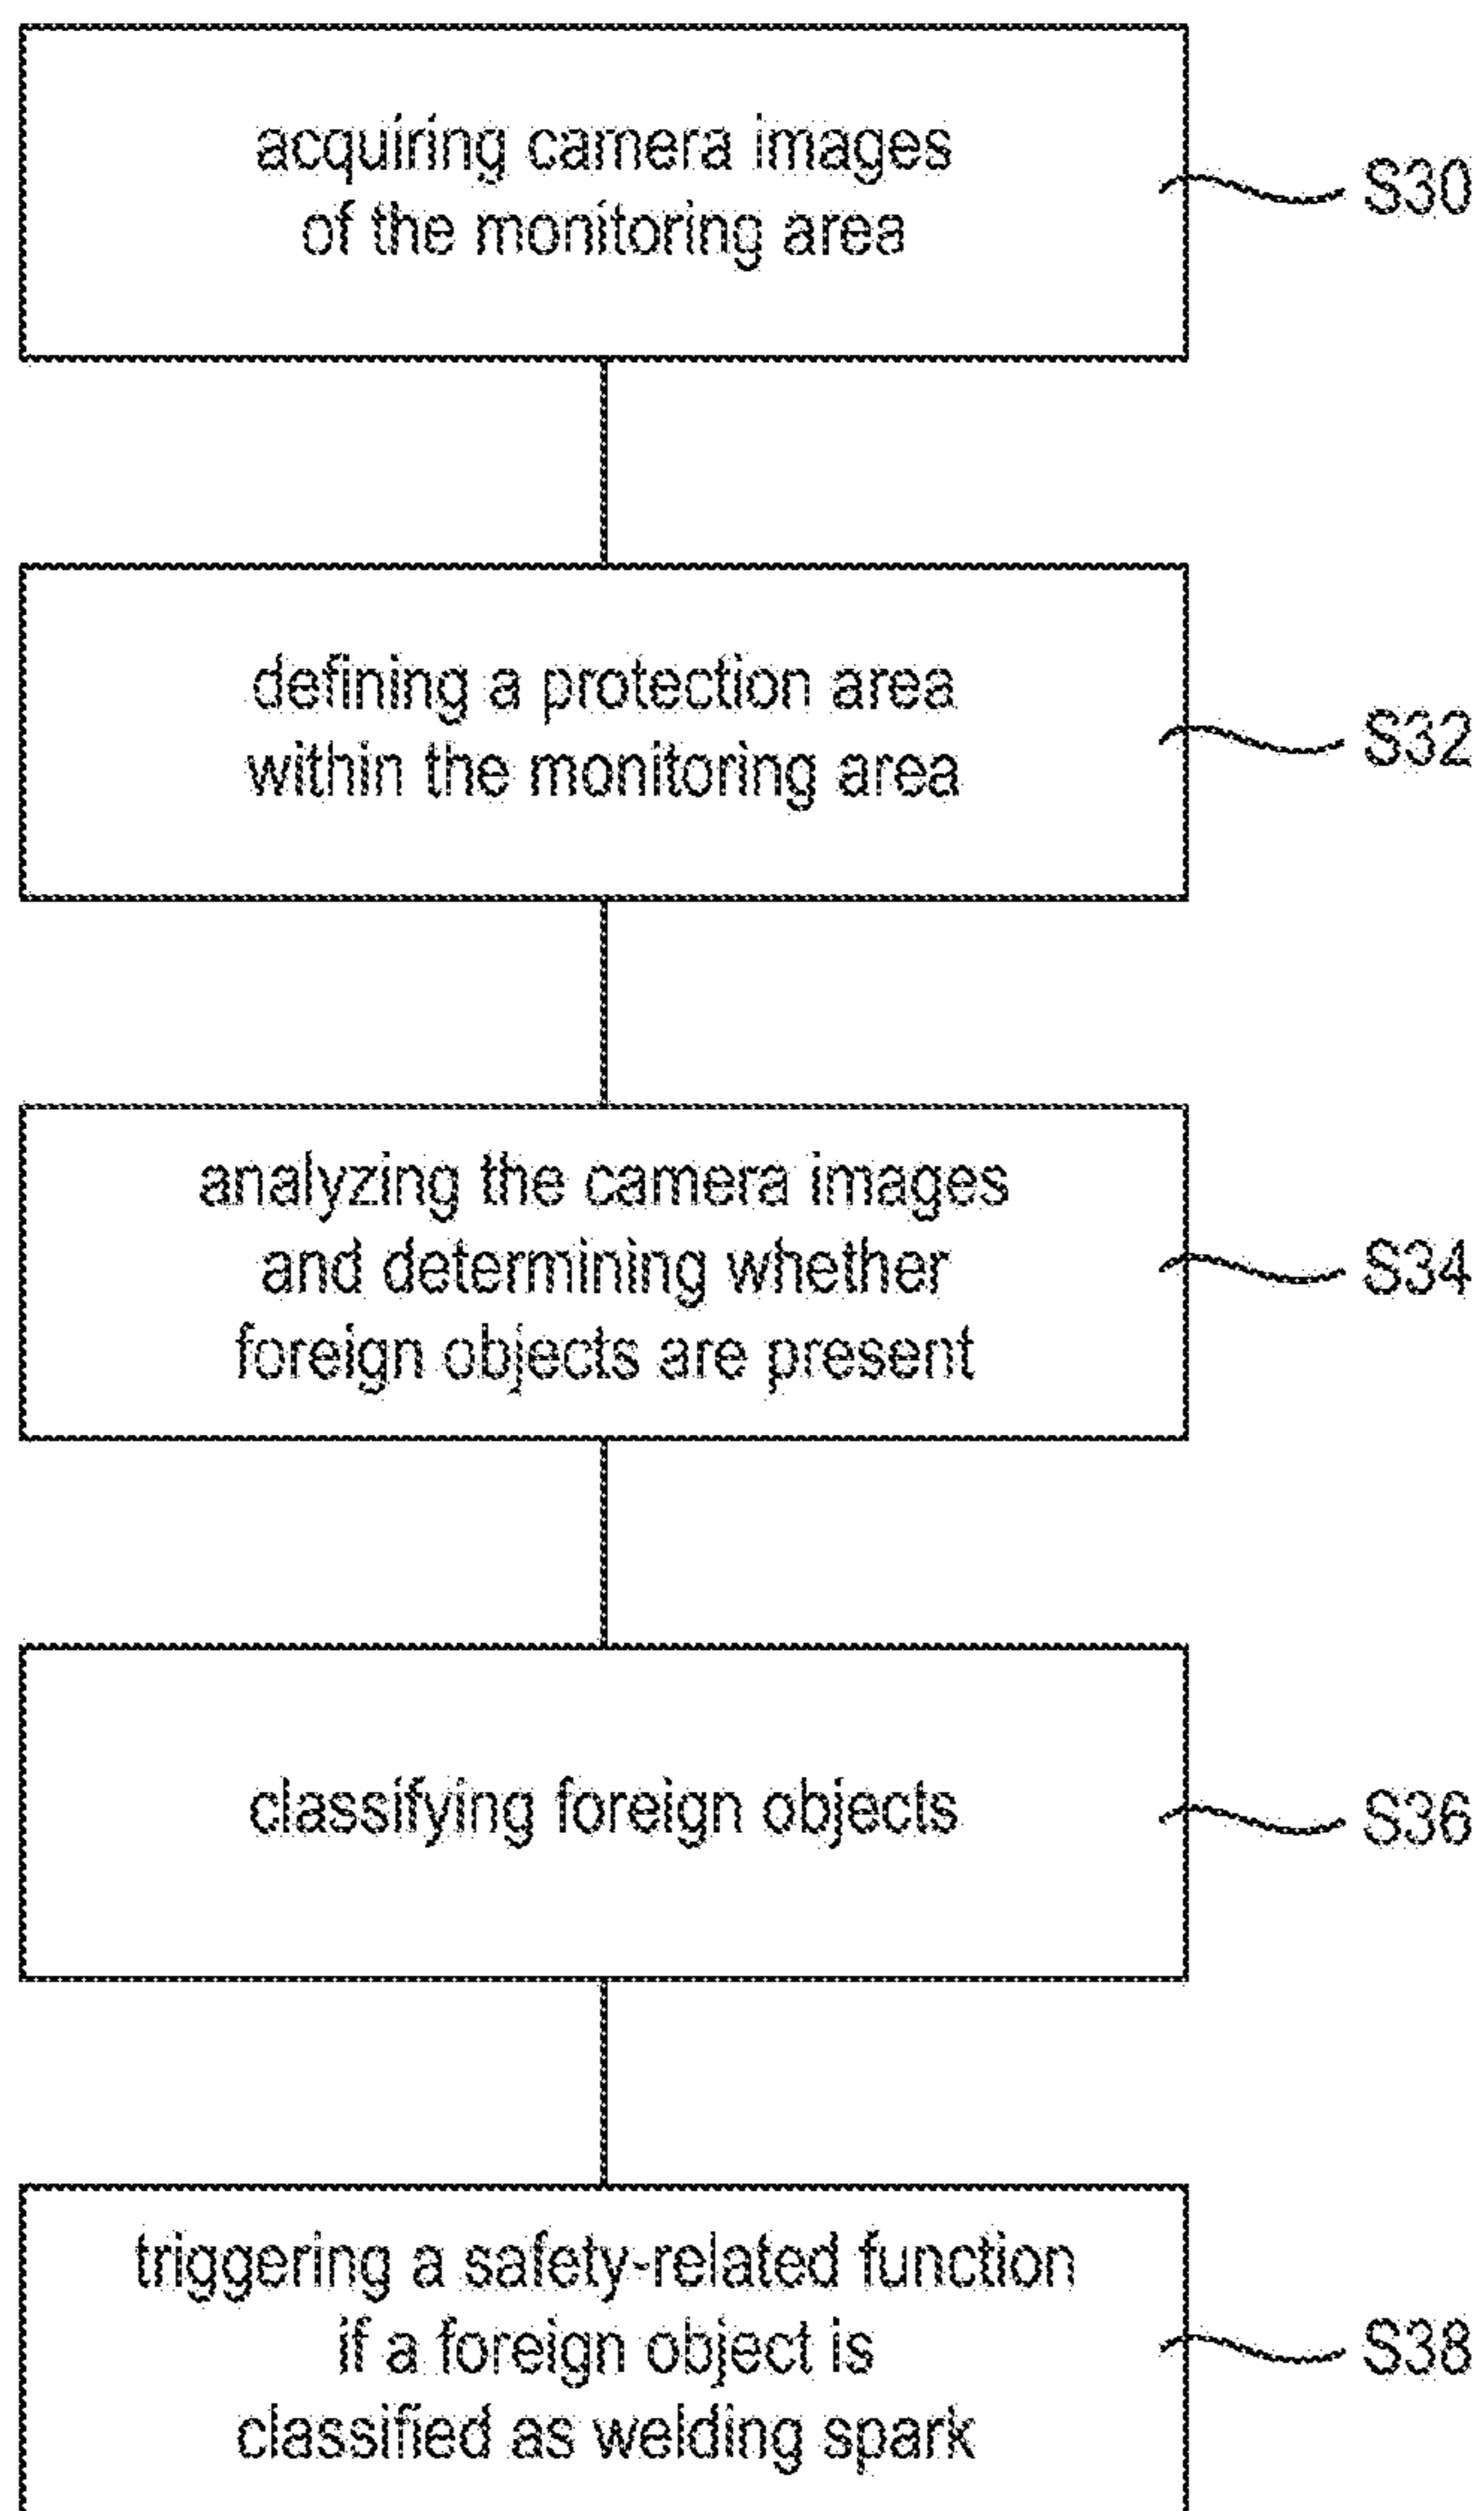 acquiring camera images
of the monitoring area
S30
defining a protection area
within the monitoring area
S32
analyzing the camera images
and determining whether
foreign objects are present
S34
classifying foreign objects
S36
triggering a safety-related function
if a foreign object is
classified as welding spark
S38